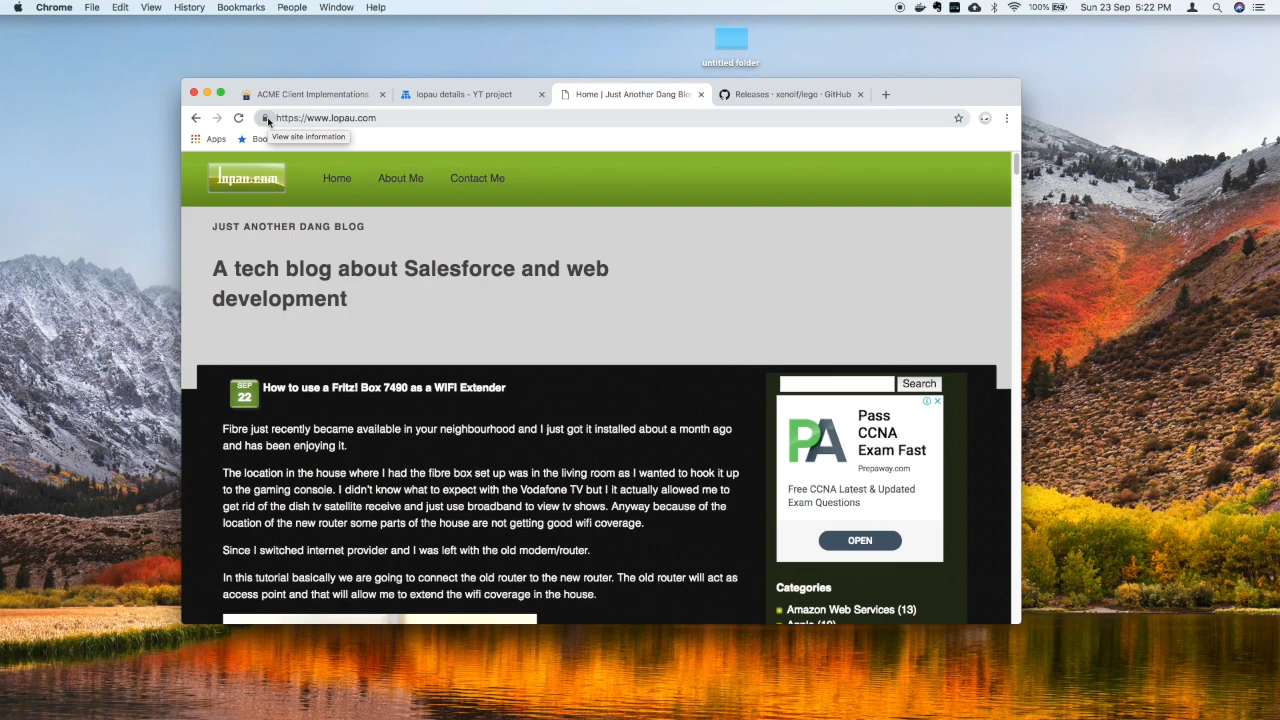 Chrome File Edit View History Bookmarks People Window Help 100% Sun 23 Sep 5:22 PM
untitled folder
ACME Client Implementations lopau details - YT project Home | Just Another Dang Blo Releases · xenolf/lego · GitHub
https://www.lopau.com
View site information
Apps Boo
lopau.com Home About Me Contact Me
JUST ANOTHER DANG BLOG
A tech blog about Salesforce and web
development
SEP
22
How to use a Fritz! Box 7490 as a WIFI Extender
Fibre just recently became available in your neighbourhood and I just got it installed about a month ago
and has been enjoying it.
The location in the house where I had the fibre box set up was in the living room as I wanted to hook it up
to the gaming console. I didn't know what to expect with the Vodafone TV but I it actually allowed me to
get rid of the dish tv satellite receive and just use broadband to view tv shows. Anyway because of the
location of the new router some parts of the house are not getting good wifi coverage.
Since I switched internet provider and I was left with the old modem/router.
In this tutorial basically we are going to connect the old router to the new router. The old router will act as
access point and that will allow me to extend the wifi coverage in the house.
Search
PA
Pass
CCNA
Exam Fast
Prepaway.com
Free CCNA Latest & Updated
Exam Questions
OPEN
Categories
Amazon Web Services (13)